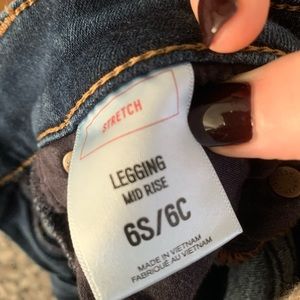 STRETCH
LEGGING
MID RISE
6S/6C
MADE IN VIETNAM
FABRIQUÉ AU VIETNAM